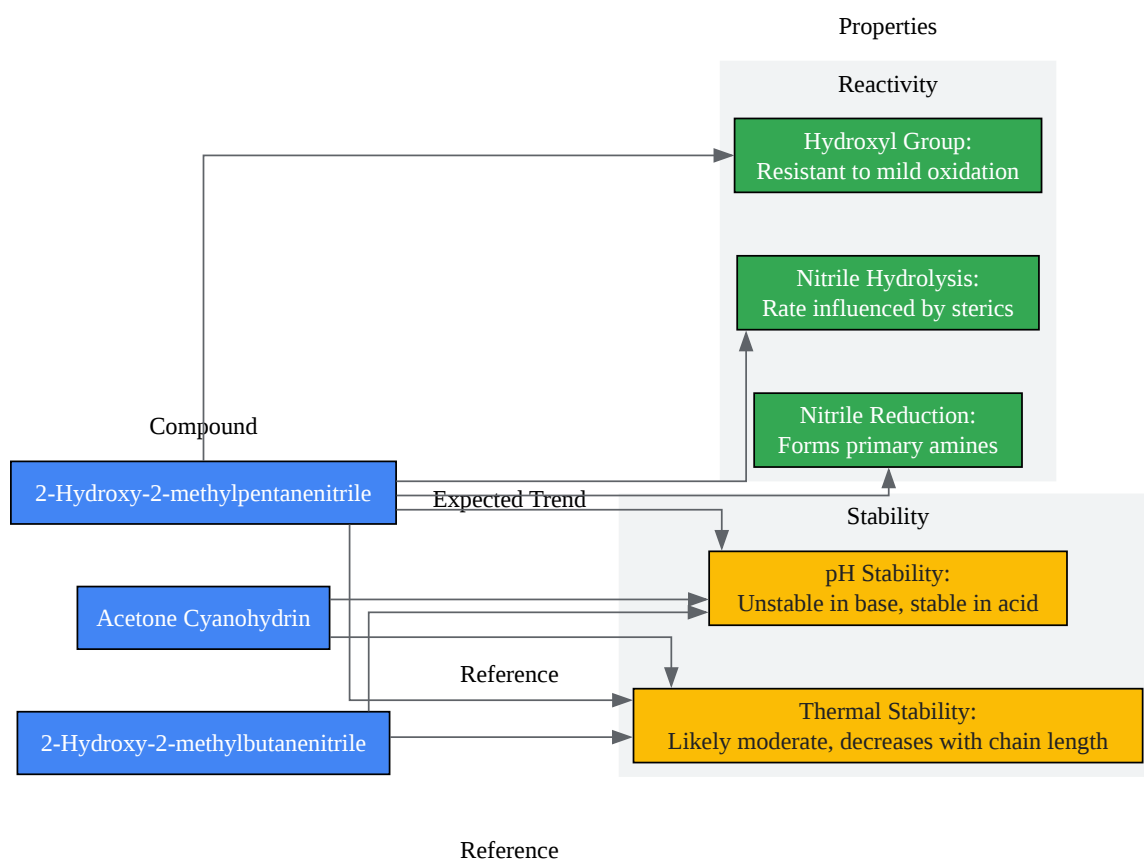 Properties
Reactivity
Hydroxyl Group:
Resistant to mild oxidation
Nitrile Hydrolysis:
Rate influenced by sterics
Nitrile Reduction:
Forms primary amines
Compound
2-Hydroxy-2-methylpentanenitrile
Expected Trend
Stability
pH Stability:
Unstable in base, stable in acid
Acetone Cyanohydrin
Reference
Thermal Stability:
Likely moderate, decreases with chain length
2-Hydroxy-2-methylbutanenitrile
Reference